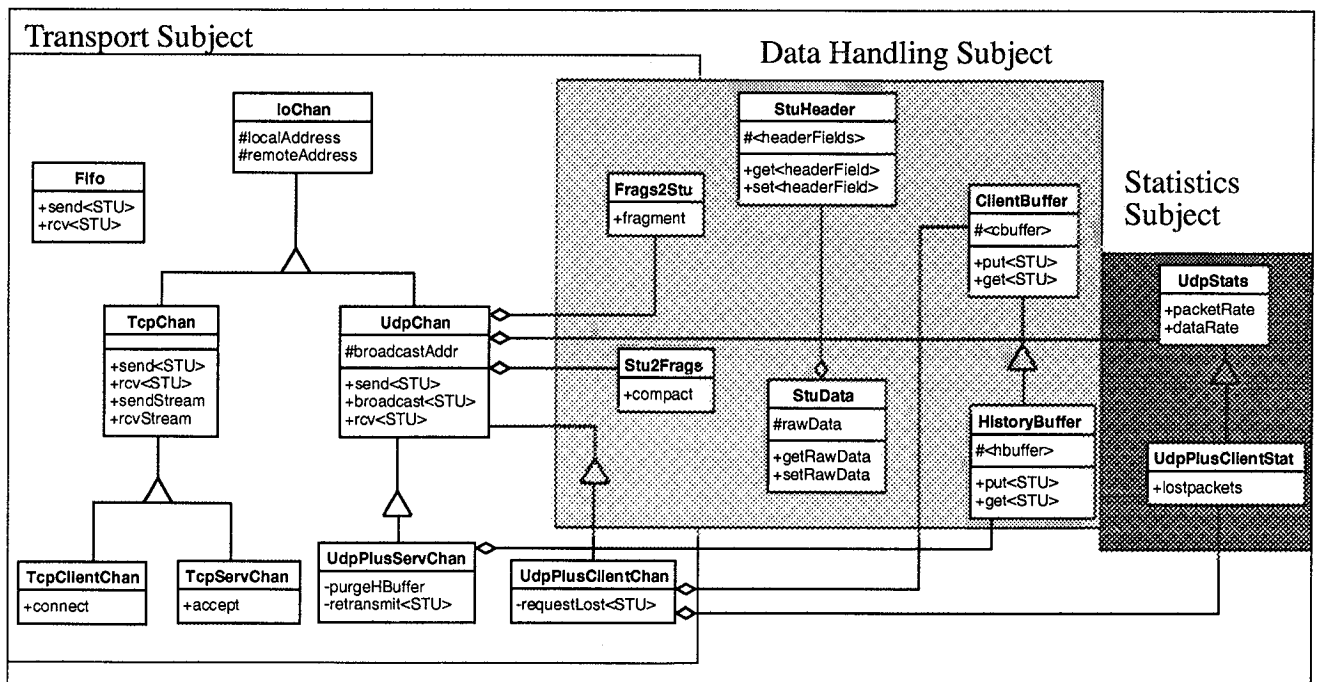 Transport Subject
Data Handling Subject
Statistics
Subject
IoChan
#localAddress
#remoteAddress
Fifo
+send<STU>
+rcv<STU>
TcpChan
+send<STU>
+rcv<STU>
+sendStream
+rcvStream
UdpChan
#broadcastAddr
+send<STU>
+broadcast<STU>
+rcv<STU>
TcpClientChan
+connect
TcpServChan
+accept
UdpPlusServChan
-purgeHBuffer
-retransmit<STU>
UdpPlusClientChan
-requestLost<STU>
Frags2Stu
+fragment
Stu2Frags
+compact
StuHeader
#<headerFields>
+get<headerField>
+set<headerField>
StuData
#rawData
+getRawData
+setRawData
ClientBuffer
#<cbuffer>
+put<STU>
+get<STU>
HistoryBuffer
#<hbuffer>
+put<STU>
+get<STU>
UdpStats
+packetRate
+dataRate
UdpPlusClientStat
+lostpackets